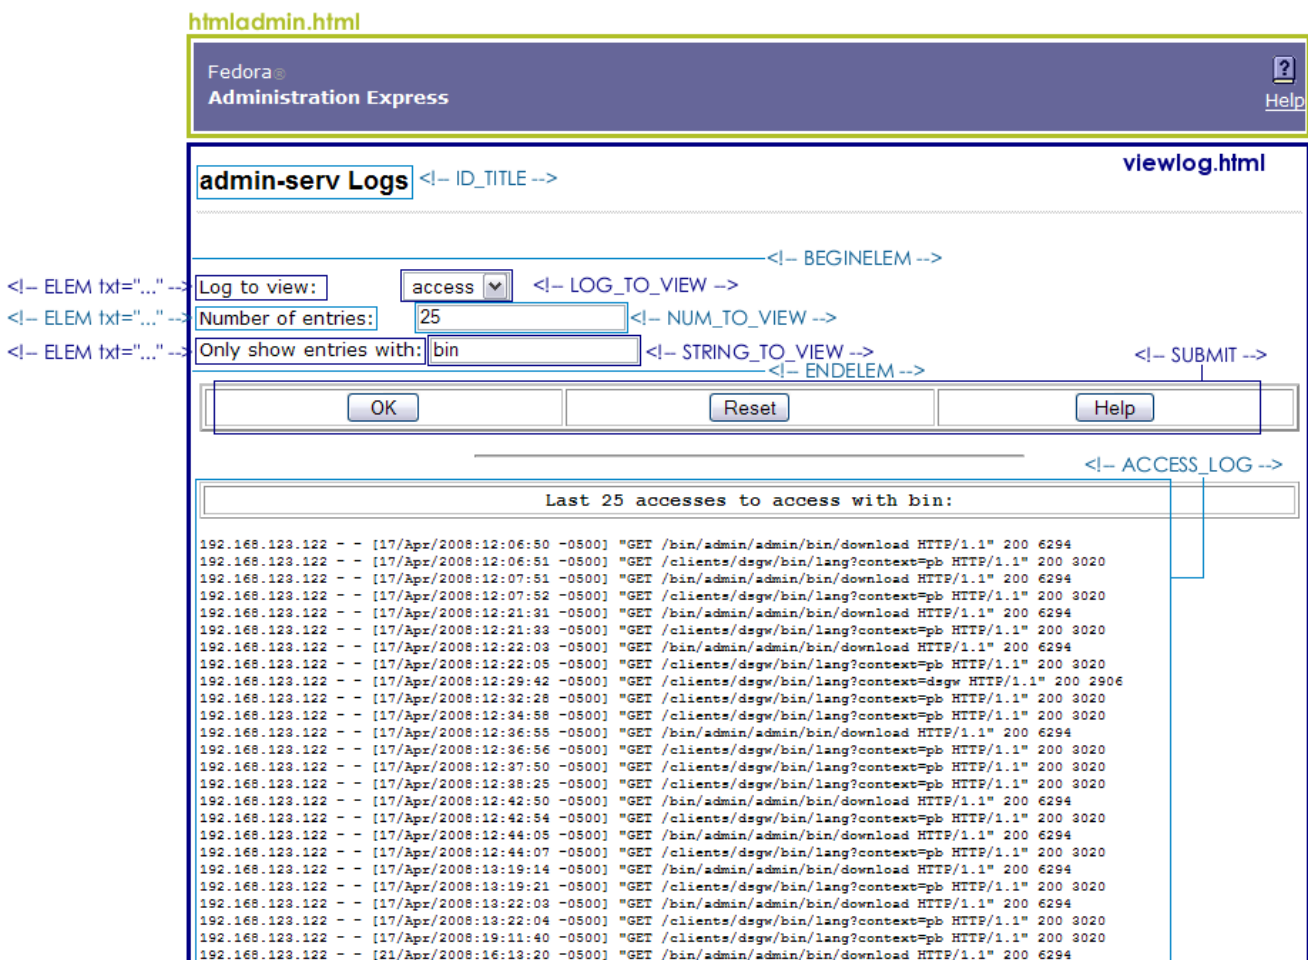 htmladmin.html
Fedora®
Administration Express
Help
viewlog.html
admin-serv Logs <!-- ID_TITLE -->
<!-- BEGINELEM -->
<!-- ELEM txt="..." --> Log to view: access <!-- LOG_TO_VIEW -->
<!-- ELEM txt="..." --> Number of entries: 25 <!-- NUM_TO_VIEW -->
<!-- ELEM txt="..." --> Only show entries with: bin <!-- STRING_TO_VIEW --> <!-- SUBMIT -->
<!-- ENDELEM -->
OK Reset Help
<!-- ACCESS_LOG -->
Last 25 accesses to access with bin:
192.168.123.122 - - [17/Apr/2008:12:06:50 -0500] "GET /bin/admin/admin/bin/download HTTP/1.1" 200 6294
192.168.123.122 - - [17/Apr/2008:12:06:51 -0500] "GET /clients/dsgw/bin/lang?context=pb HTTP/1.1" 200 3020
192.168.123.122 - - [17/Apr/2008:12:07:51 -0500] "GET /bin/admin/admin/bin/download HTTP/1.1" 200 6294
192.168.123.122 - - [17/Apr/2008:12:07:52 -0500] "GET /clients/dsgw/bin/lang?context=pb HTTP/1.1" 200 3020
192.168.123.122 - - [17/Apr/2008:12:21:31 -0500] "GET /bin/admin/admin/bin/download HTTP/1.1" 200 6294
192.168.123.122 - - [17/Apr/2008:12:21:33 -0500] "GET /clients/dsgw/bin/lang?context=pb HTTP/1.1" 200 3020
192.168.123.122 - - [17/Apr/2008:12:22:03 -0500] "GET /bin/admin/admin/bin/download HTTP/1.1" 200 6294
192.168.123.122 - - [17/Apr/2008:12:22:05 -0500] "GET /clients/dsgw/bin/lang?context=pb HTTP/1.1" 200 3020
192.168.123.122 - - [17/Apr/2008:12:29:42 -0500] "GET /clients/dsgw/bin/lang?context=dsgw HTTP/1.1" 200 2906
192.168.123.122 - - [17/Apr/2008:12:32:28 -0500] "GET /clients/dsgw/bin/lang?context=pb HTTP/1.1" 200 3020
192.168.123.122 - - [17/Apr/2008:12:34:58 -0500] "GET /clients/dsgw/bin/lang?context=pb HTTP/1.1" 200 3020
192.168.123.122 - - [17/Apr/2008:12:36:55 -0500] "GET /bin/admin/admin/bin/download HTTP/1.1" 200 6294
192.168.123.122 - - [17/Apr/2008:12:36:56 -0500] "GET /clients/dsgw/bin/lang?context=pb HTTP/1.1" 200 3020
192.168.123.122 - - [17/Apr/2008:12:37:50 -0500] "GET /clients/dsgw/bin/lang?context=pb HTTP/1.1" 200 3020
192.168.123.122 - - [17/Apr/2008:12:38:25 -0500] "GET /clients/dsgw/bin/lang?context=pb HTTP/1.1" 200 3020
192.168.123.122 - - [17/Apr/2008:12:42:50 -0500] "GET /bin/admin/admin/bin/download HTTP/1.1" 200 6294
192.168.123.122 - - [17/Apr/2008:12:42:54 -0500] "GET /clients/dsgw/bin/lang?context=pb HTTP/1.1" 200 3020
192.168.123.122 - - [17/Apr/2008:12:44:05 -0500] "GET /bin/admin/admin/bin/download HTTP/1.1" 200 6294
192.168.123.122 - - [17/Apr/2008:12:44:07 -0500] "GET /clients/dsgw/bin/lang?context=pb HTTP/1.1" 200 3020
192.168.123.122 - - [17/Apr/2008:13:19:14 -0500] "GET /bin/admin/admin/bin/download HTTP/1.1" 200 6294
192.168.123.122 - - [17/Apr/2008:13:19:21 -0500] "GET /clients/dsgw/bin/lang?context=pb HTTP/1.1" 200 3020
192.168.123.122 - - [17/Apr/2008:13:22:03 -0500] "GET /bin/admin/admin/bin/download HTTP/1.1" 200 6294
192.168.123.122 - - [17/Apr/2008:13:22:04 -0500] "GET /clients/dsgw/bin/lang?context=pb HTTP/1.1" 200 3020
192.168.123.122 - - [17/Apr/2008:19:11:40 -0500] "GET /clients/dsgw/bin/lang?context=pb HTTP/1.1" 200 3020
192.168.123.122 - - [21/Apr/2008:16:13:20 -0500] "GET /bin/admin/admin/bin/download HTTP/1.1" 200 6294